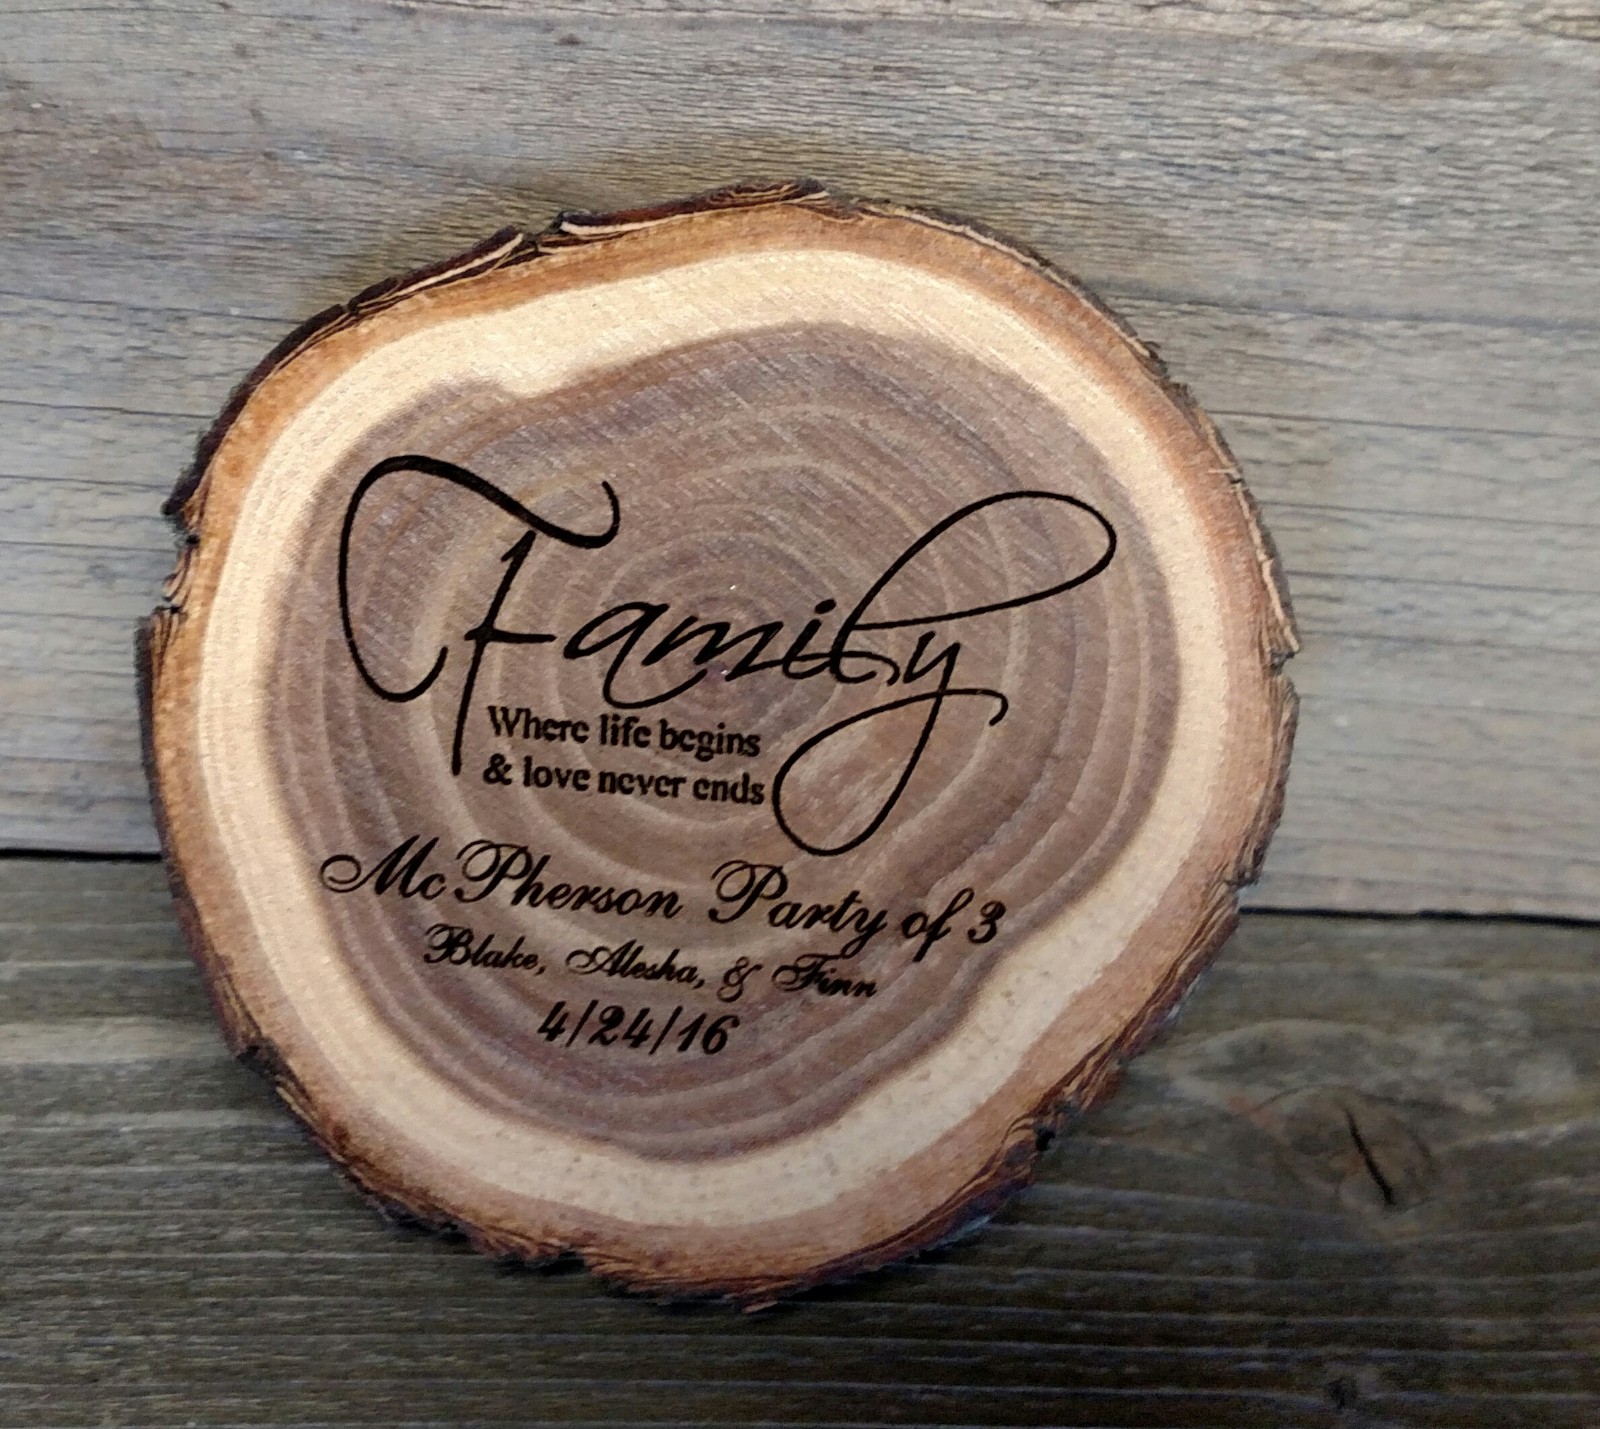 Family
Where life begins
& love never ends
McPherson Party of 3
Blake, Alesha, & Finn
4/24/16